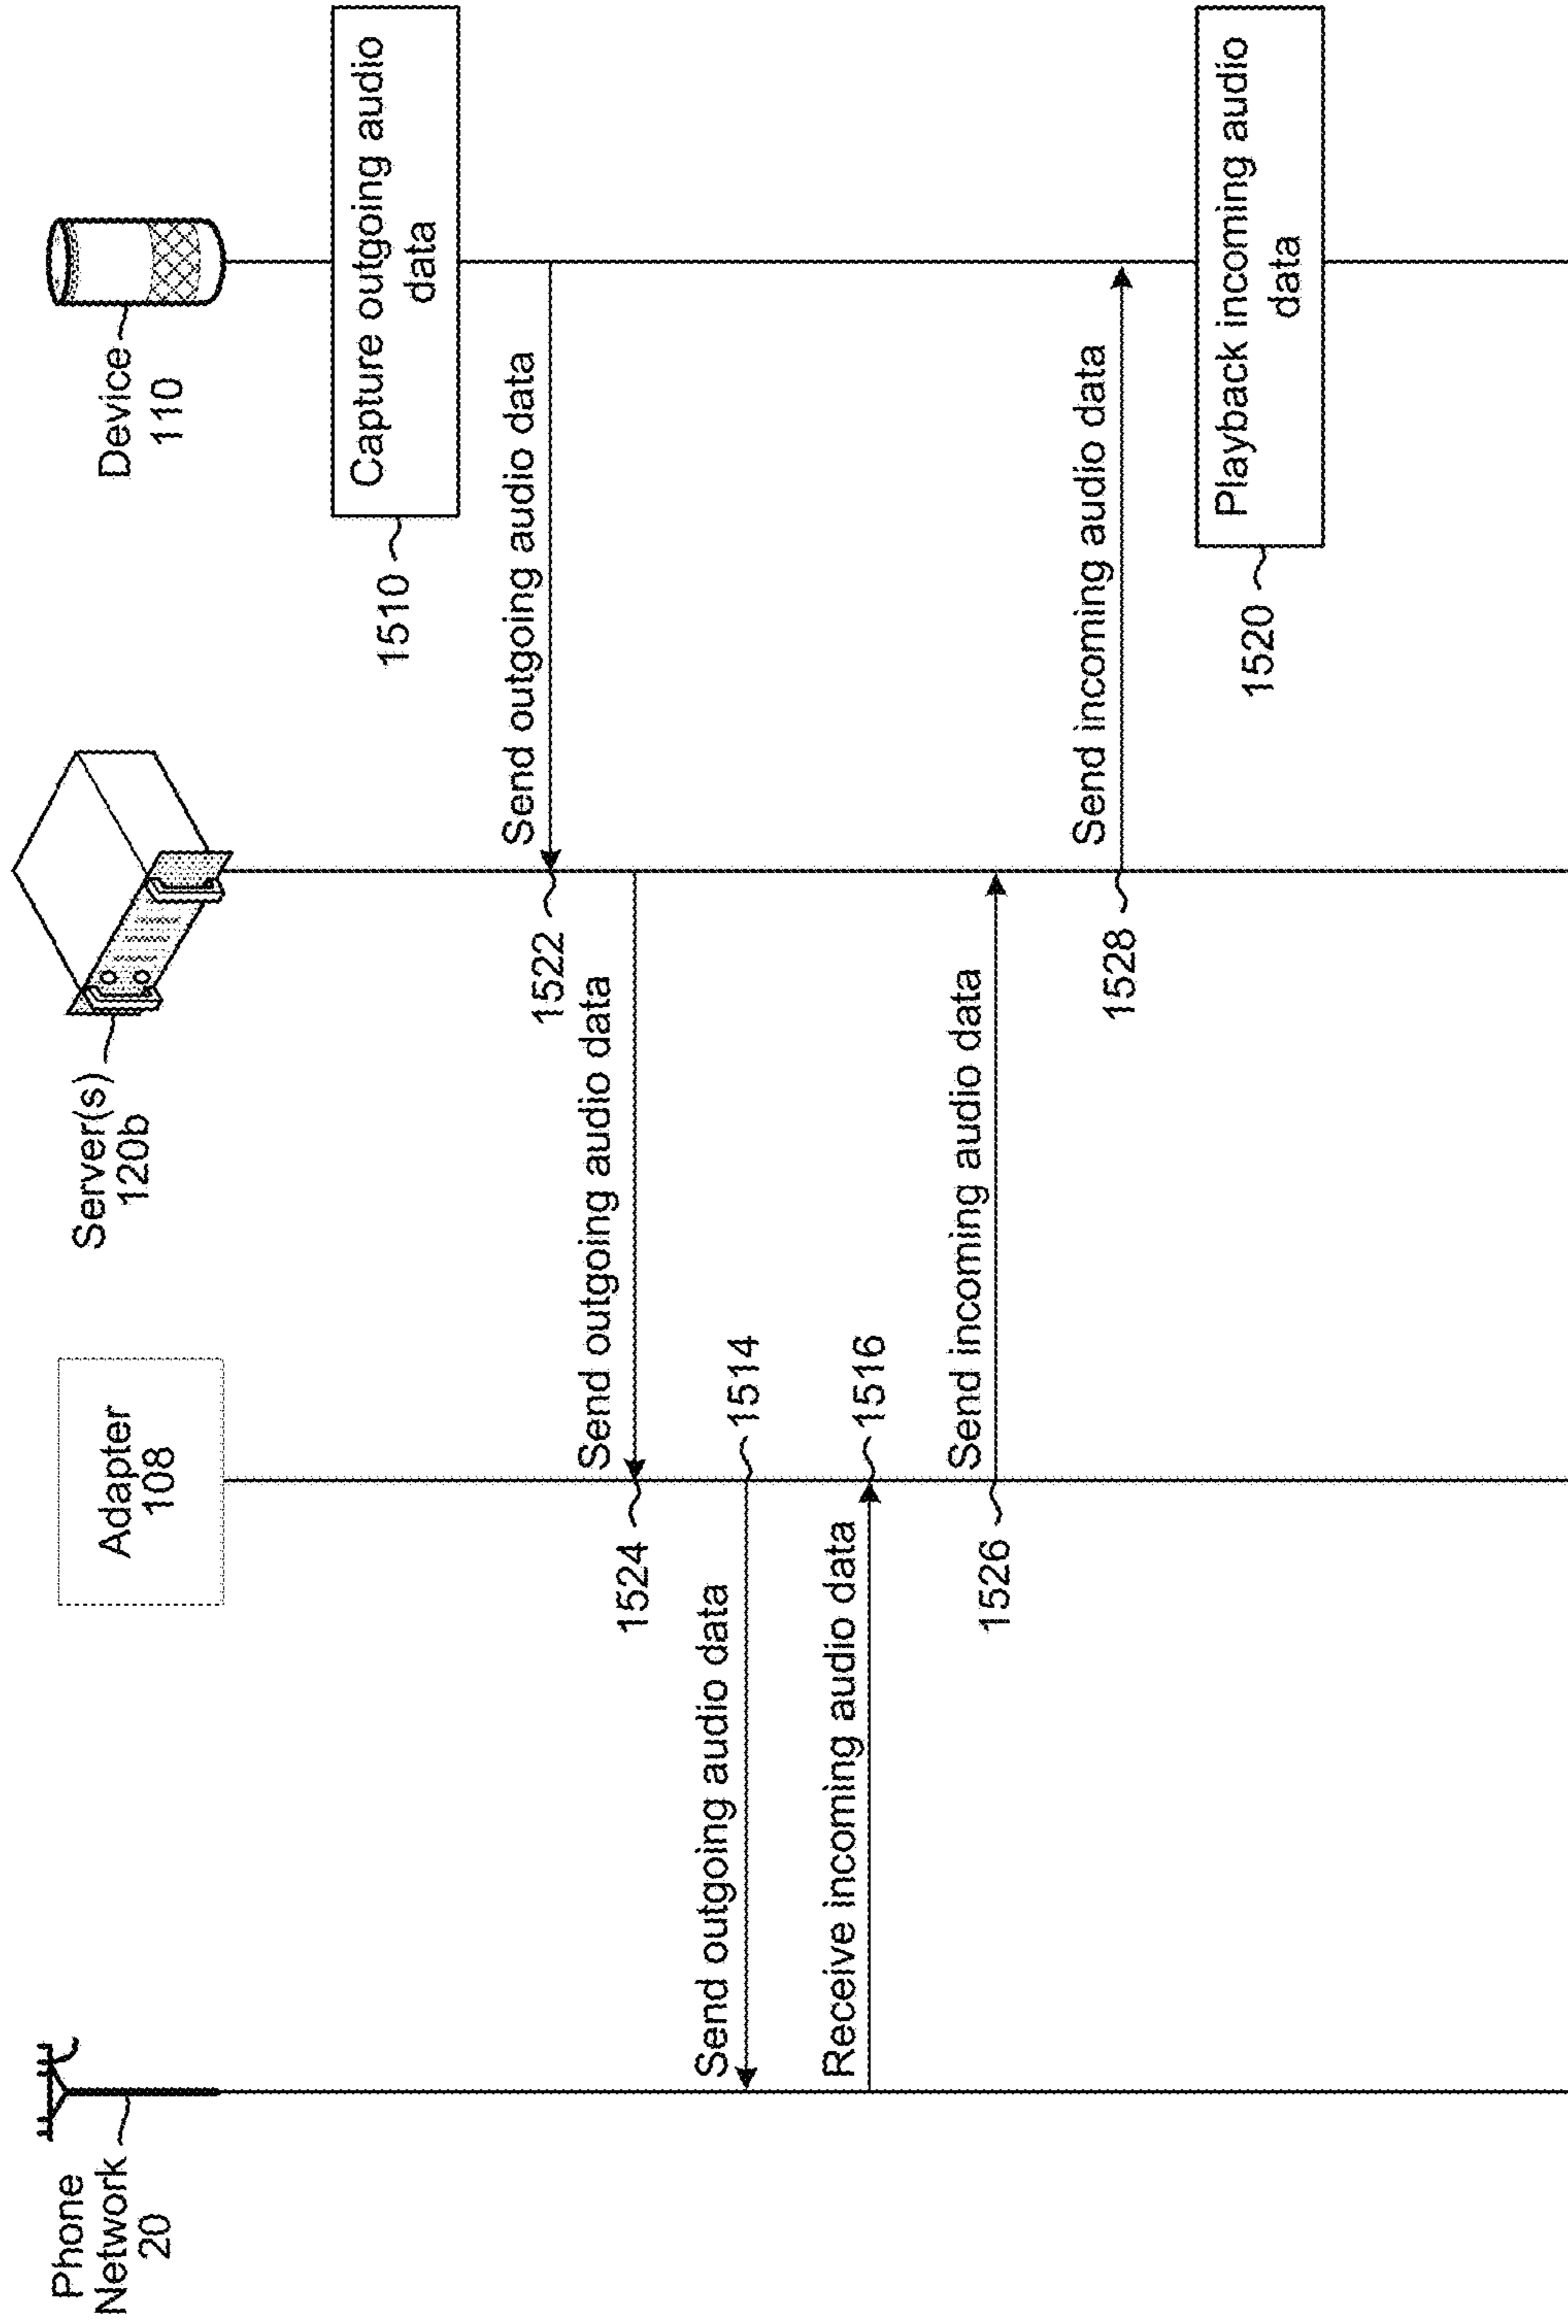 Phone
Network
20
Adapter
108
Server(s)
120b
Device
110
Capture outgoing audio
data
1510
Send outgoing audio data
1522
Send outgoing audio data
1524
Send outgoing audio data
1514
Receive incoming audio data
1516
Send incoming audio data
1526
Send incoming audio data
1528
Playback incoming audio
data
1520